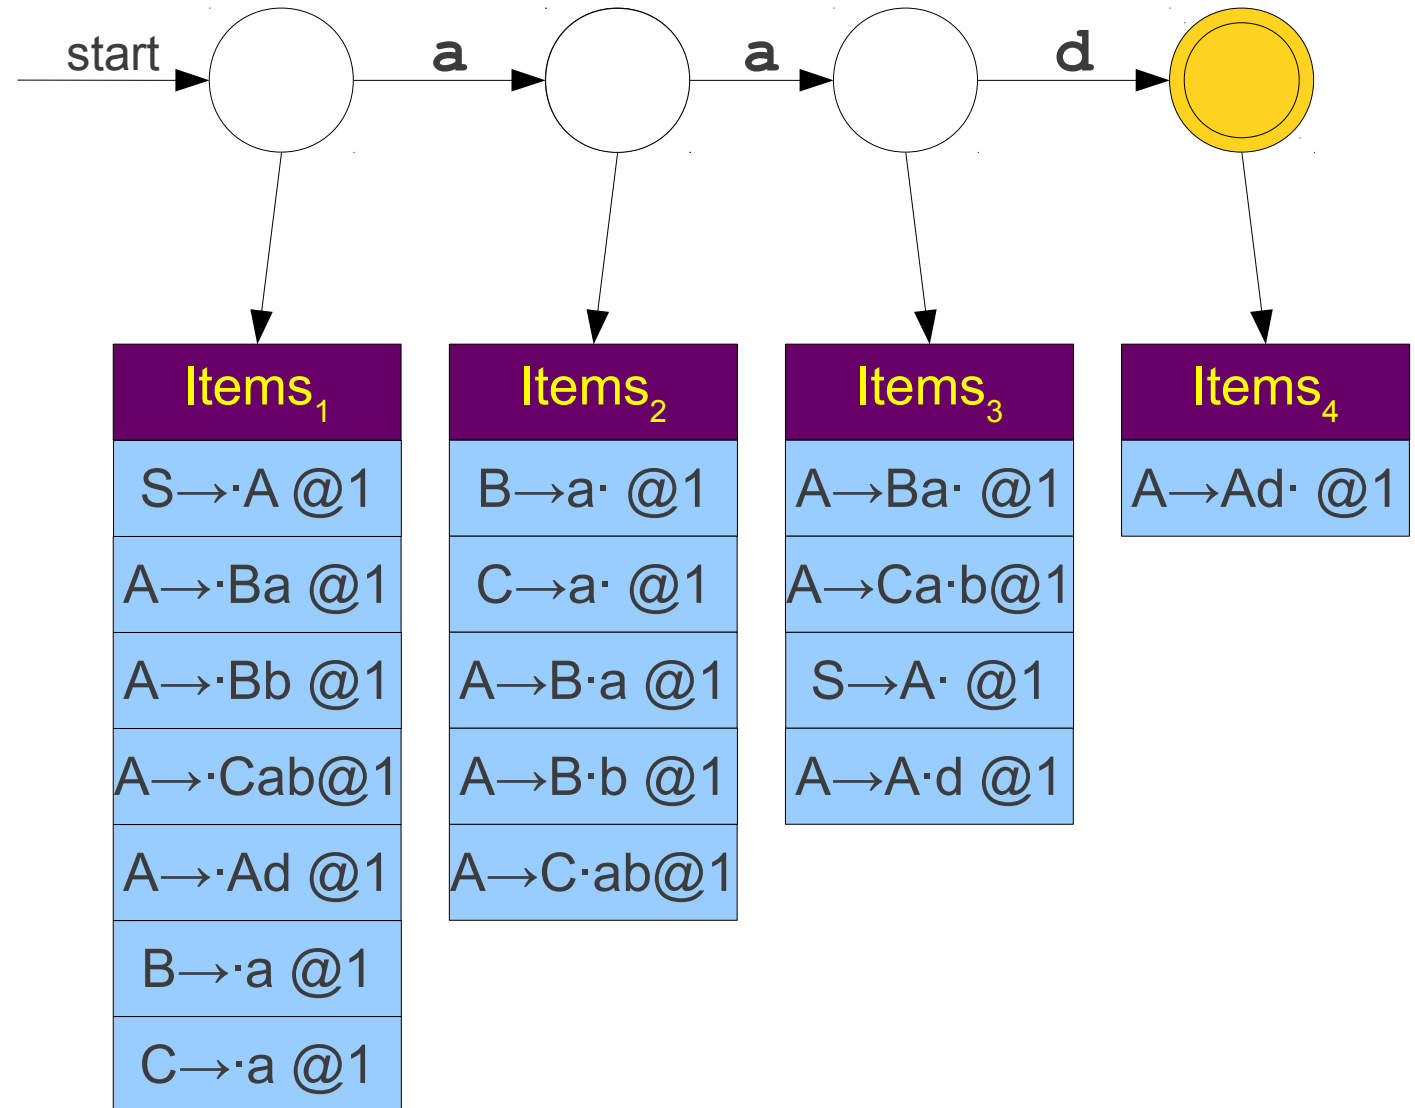 start
a
a
d
Items₁
S→·A @1
A→·Ba @1
A→·Bb @1
A→·Cab@1
A→·Ad @1
B→·a @1
C→·a @1
Items₂
B→a· @1
C→a· @1
A→B·a @1
A→B·b @1
A→C·ab@1
Items₃
A→Ba· @1
A→Ca·b@1
S→A· @1
A→A·d @1
Items₄
A→Ad· @1